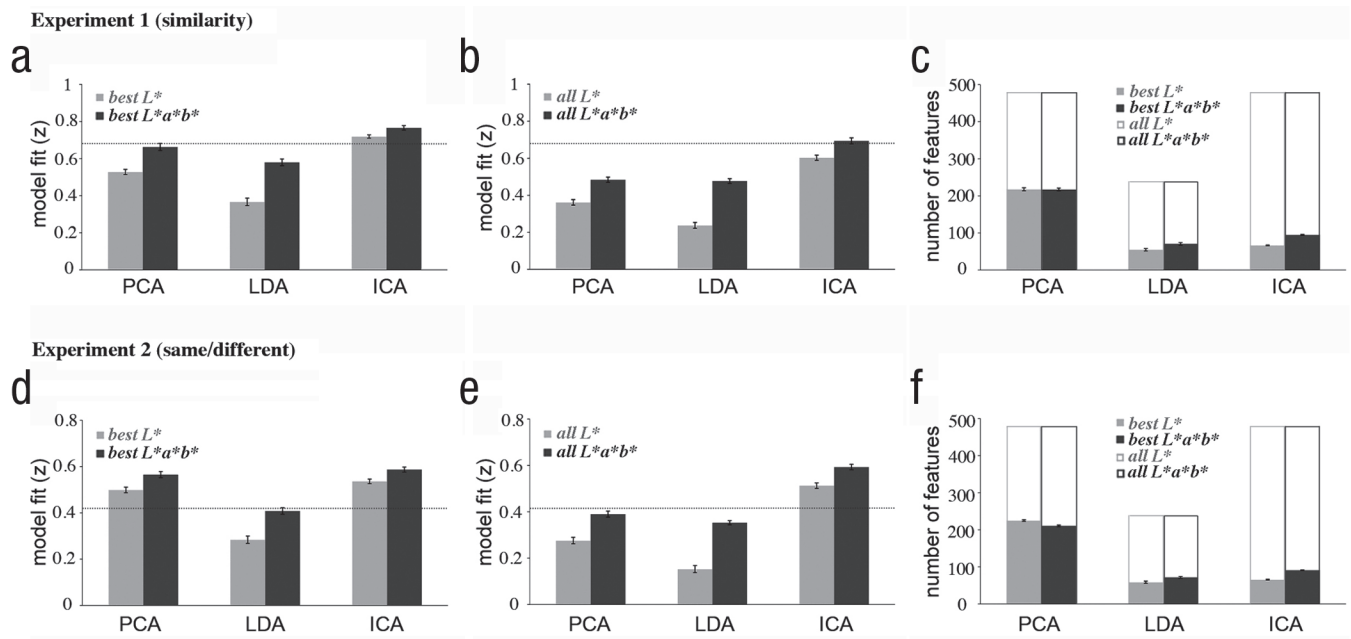 Experiment 1 (similarity)
a
model fit (z)
1
0.8
0.6
0.4
0.2
0
best L*
best L*a*b*
PCA LDA ICA
b
model fit (z)
1
0.8
0.6
0.4
0.2
0
all L*
all L*a*b*
PCA LDA ICA
c
number of features
500
400
300
200
100
0
best L*
best L*a*b*
all L*
all L*a*b*
PCA LDA ICA
Experiment 2 (same/different)
d
model fit (z)
0.8
0.6
0.4
0.2
0
best L*
best L*a*b*
PCA LDA ICA
e
model fit (z)
0.8
0.6
0.4
0.2
0
all L*
all L*a*b*
PCA LDA ICA
f
number of features
500
400
300
200
100
0
best L*
best L*a*b*
all L*
all L*a*b*
PCA LDA ICA